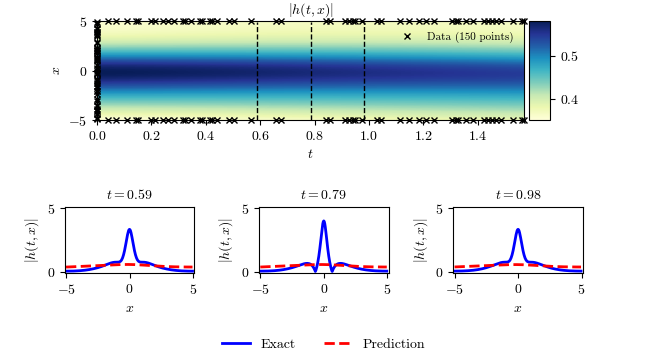 |h(t, x)|
5
0
−5
x
× Data (150 points)
0.5
0.4
0.0 0.2 0.4 0.6 0.8 1.0 1.2 1.4
t
t = 0.59 t = 0.79 t = 0.98
|h(t, x)| |h(t, x)| |h(t, x)|
5 5 5
0 0 0
−5 0 5 −5 0 5 −5 0 5
x x x
Exact Prediction